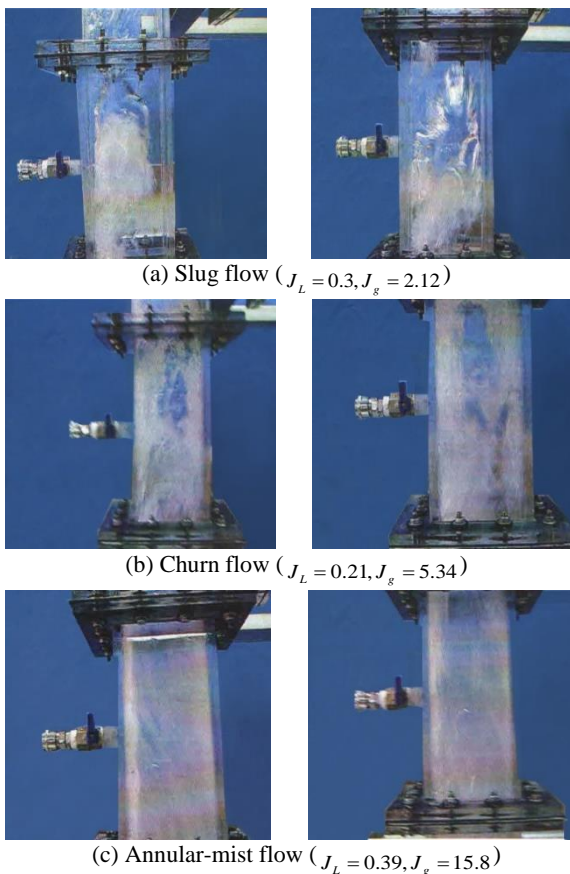 (a) Slug flow ( J_L = 0.3, J_g = 2.12)
(b) Churn flow ( J_L = 0.21, J_g = 5.34)
(c) Annular-mist flow ( J_L = 0.39, J_g = 15.8)